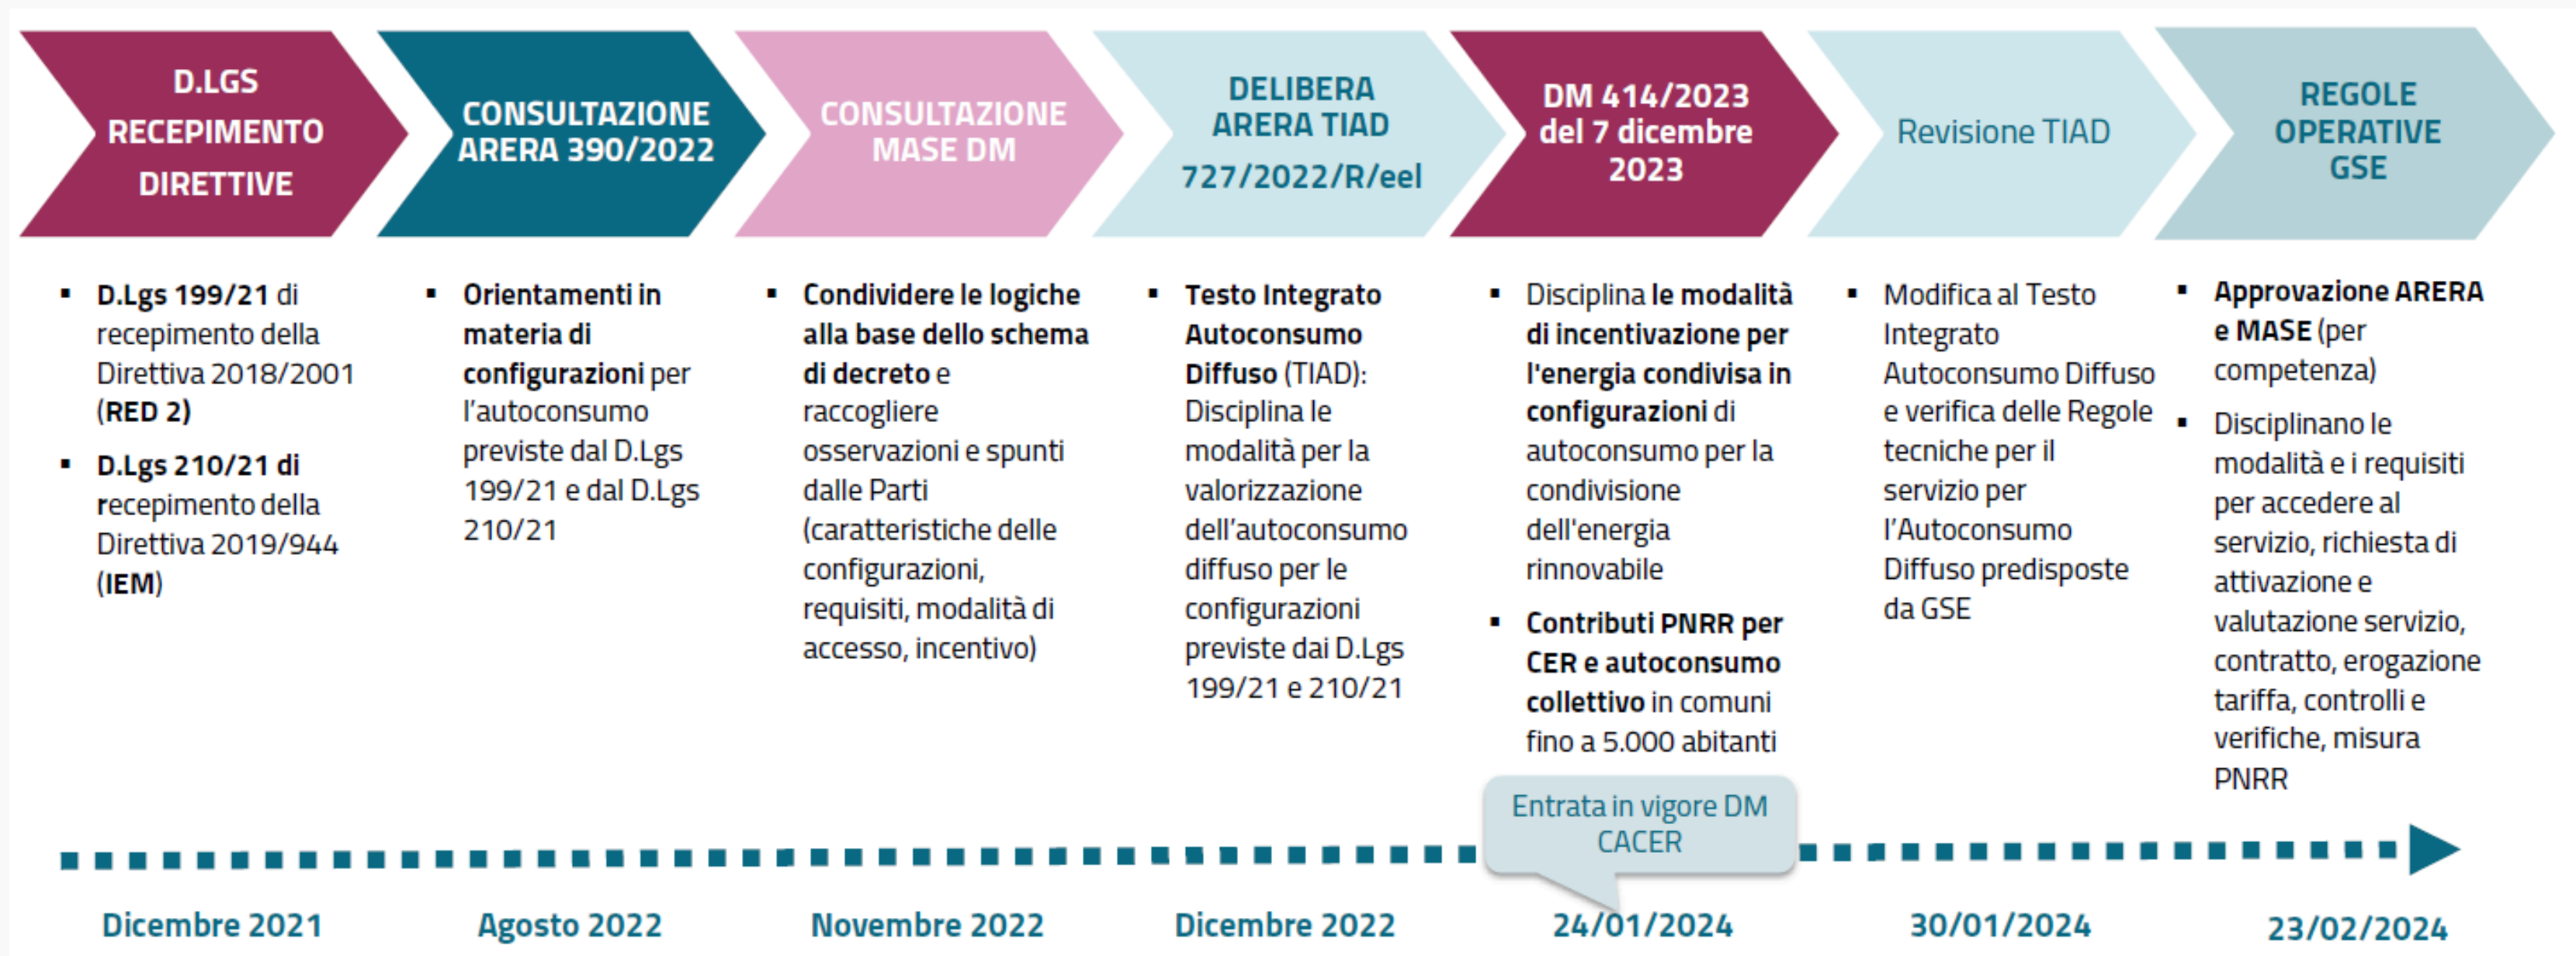 D.LGS
RECEPIMENTO
DIRETTIVE
CONSULTAZIONE
ARERA 390/2022
CONSULTAZIONE
MASE DM
DELIBERA
ARERA TIAD
727/2022/R/eel
DM 414/2023
del 7 dicembre
2023
Revisione TIAD
REGOLE
OPERATIVE
GSE
▪ D.Lgs 199/21 di
recepimento della
Direttiva 2018/2001
(RED 2)
▪ D.Lgs 210/21 di
recepimento della
Direttiva 2019/944
(IEM)
▪ Orientamenti in
materia di
configurazioni per
l’autoconsumo
previste dal D.Lgs
199/21 e dal D.Lgs
210/21
▪ Condividere le logiche
alla base dello schema
di decreto e
raccogliere
osservazioni e spunti
dalle Parti
(caratteristiche delle
configurazioni,
requisiti, modalità di
accesso, incentivo)
▪ Testo Integrato
Autoconsumo
Diffuso (TIAD):
Disciplina le
modalità per la
valorizzazione
dell’autoconsumo
diffuso per le
configurazioni
previste dai D.Lgs
199/21 e 210/21
▪ Disciplina le modalità
di incentivazione per
l'energia condivisa in
configurazioni di
autoconsumo per la
condivisione
dell'energia
rinnovabile
▪ Contributi PNRR per
CER e autoconsumo
collettivo in comuni
fino a 5.000 abitanti
▪ Modifica al Testo
Integrato
Autoconsumo Diffuso
e verifica delle Regole
tecniche per il
servizio per
l’Autoconsumo
Diffuso predisposte
da GSE
▪ Approvazione ARERA
e MASE (per
competenza)
▪ Disciplinano le
modalità e i requisiti
per accedere al
servizio, richiesta di
attivazione e
valutazione servizio,
contratto, erogazione
tariffa, controlli e
verifiche, misura
PNRR
Entrata in vigore DM
CACER
Dicembre 2021
Agosto 2022
Novembre 2022
Dicembre 2022
24/01/2024
30/01/2024
23/02/2024